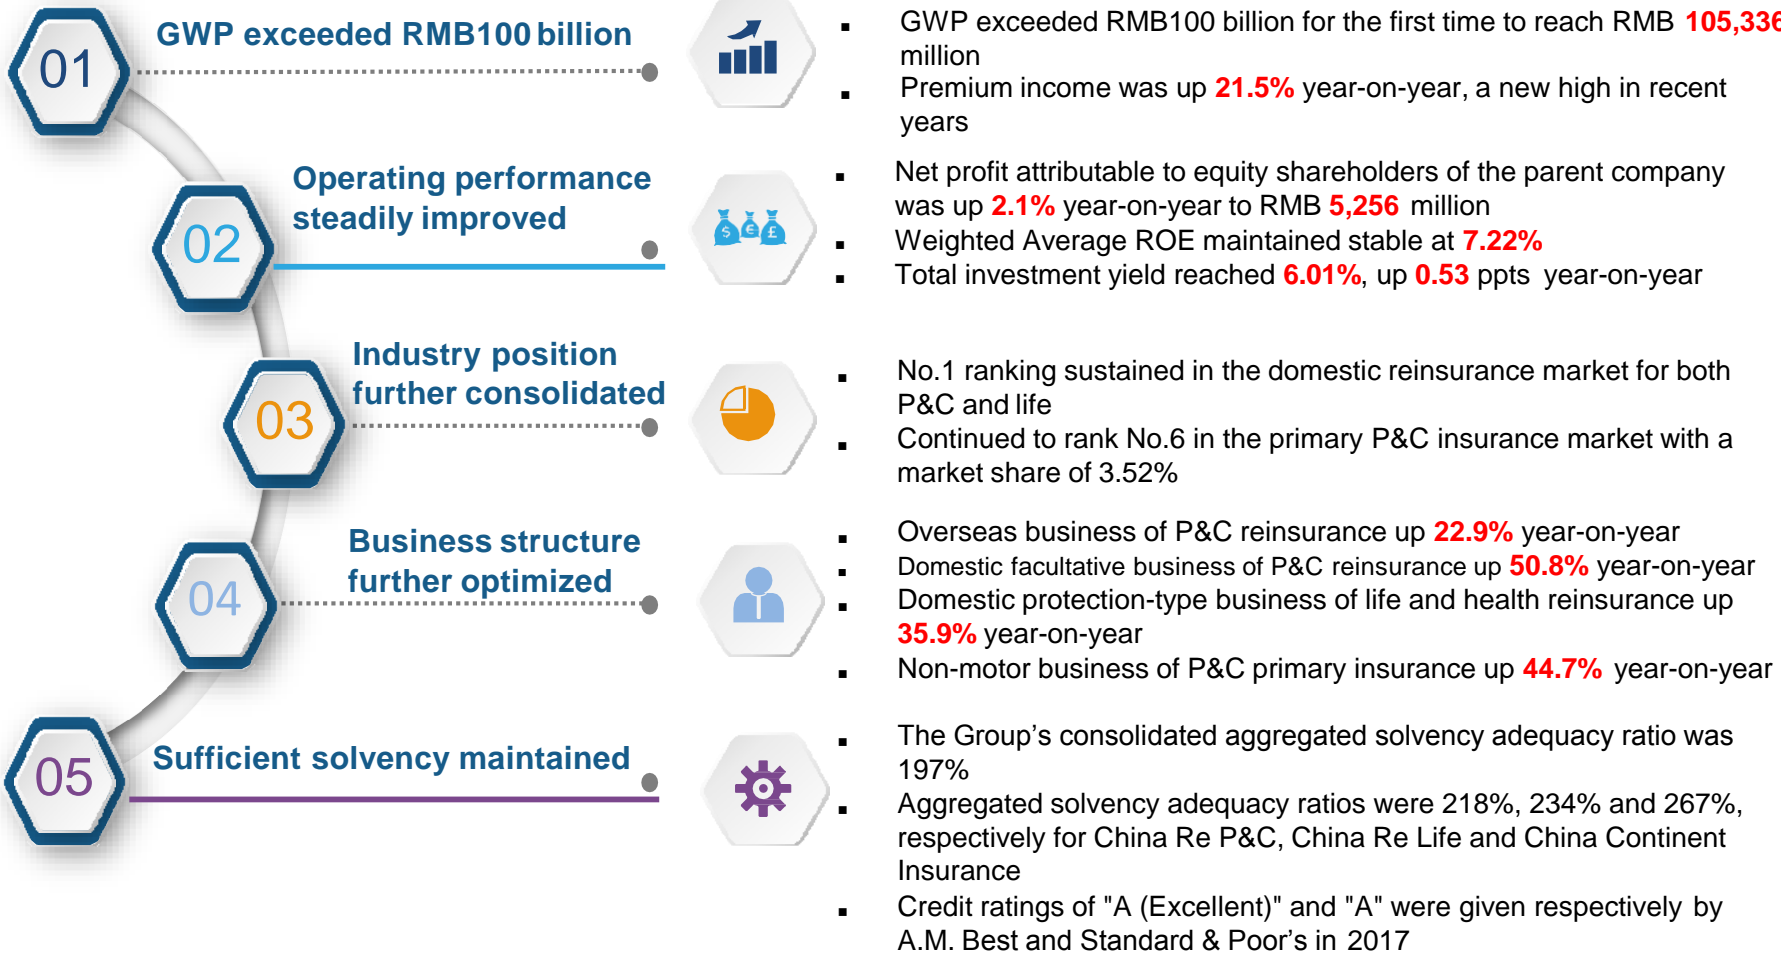 01
GWP exceeded RMB100 billion
▪ GWP exceeded RMB100 billion for the first time to reach RMB 105,336
million
▪ Premium income was up 21.5% year-on-year, a new high in recent
years
02
Operating performance
steadily improved
$ € £
▪ Net profit attributable to equity shareholders of the parent company
was up 2.1% year-on-year to RMB 5,256 million
▪ Weighted Average ROE maintained stable at 7.22%
▪ Total investment yield reached 6.01%, up 0.53 ppts year-on-year
03
Industry position
further consolidated
▪ No.1 ranking sustained in the domestic reinsurance market for both
P&C and life
▪ Continued to rank No.6 in the primary P&C insurance market with a
market share of 3.52%
04
Business structure
further optimized
▪ Overseas business of P&C reinsurance up 22.9% year-on-year
▪ Domestic facultative business of P&C reinsurance up 50.8% year-on-year
▪ Domestic protection-type business of life and health reinsurance up
35.9% year-on-year
▪ Non-motor business of P&C primary insurance up 44.7% year-on-year
05
Sufficient solvency maintained
▪ The Group's consolidated aggregated solvency adequacy ratio was
197%
▪ Aggregated solvency adequacy ratios were 218%, 234% and 267%,
respectively for China Re P&C, China Re Life and China Continent
Insurance
▪ Credit ratings of "A (Excellent)" and "A" were given respectively by
A.M. Best and Standard & Poor's in 2017